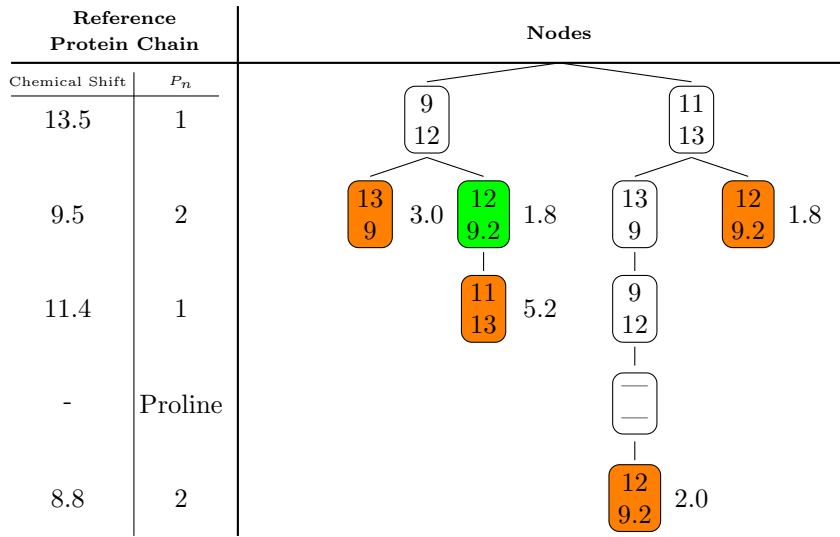 Reference
Protein Chain
Nodes
Chemical Shift P_n
13.5 1
9 11
12 13
9.5 2
13 3.0 12 1.8 13 12 1.8
9 9.2 9 9.2
11.4 1
11 5.2 9
13 12
- Proline
—
—
8.8 2
12 2.0
9.2